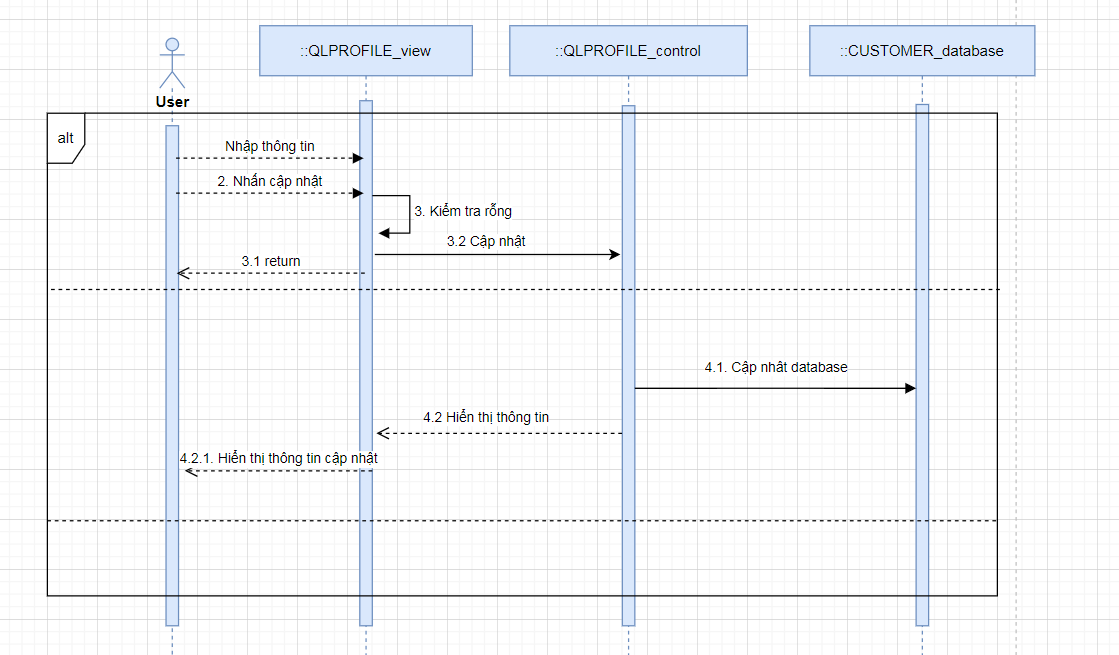 ::QLPROFILE_view
::QLPROFILE_control
::CUSTOMER_database
User
alt
Nhập thông tin
2. Nhấn cập nhật
3. Kiểm tra rỗng
3.2 Cập nhật
3.1 return
4.1. Cập nhât database
4.2 Hiển thị thông tin
4.2.1. Hiển thị thông tin cập nhật